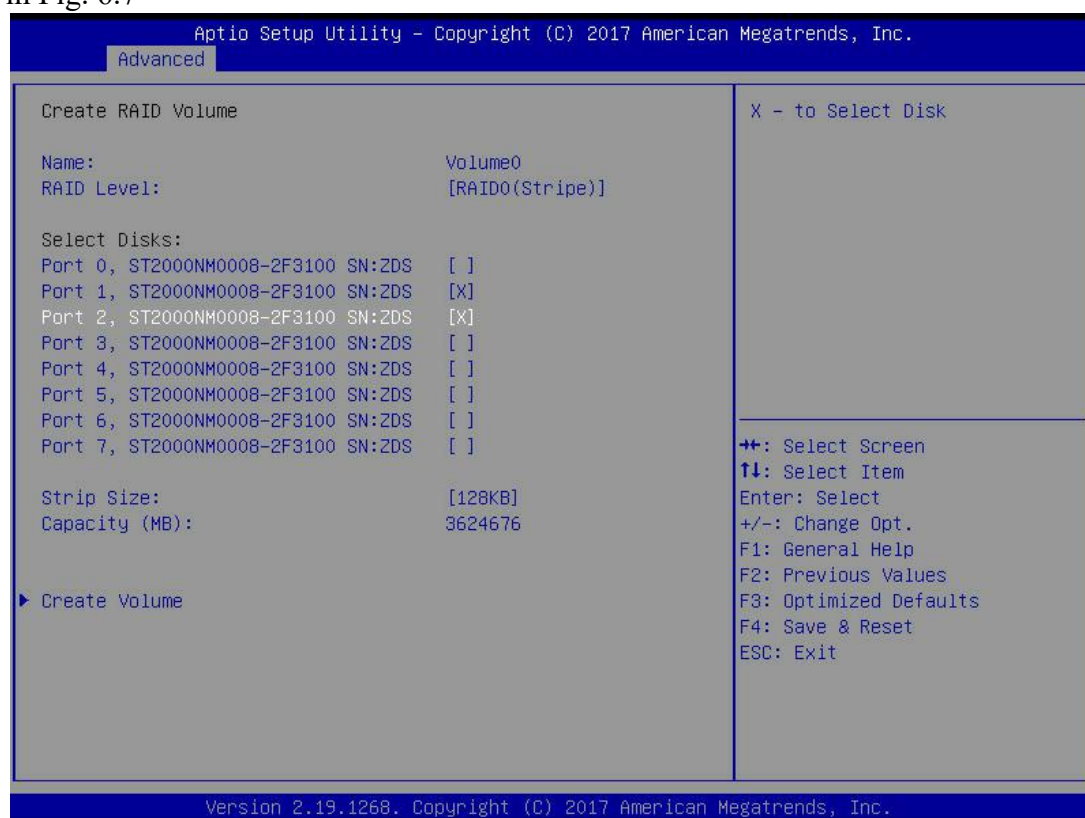 in Fig. 6.7
Aptio Setup Utility – Copyright (C) 2017 American Megatrends, Inc.
Advanced
Create RAID Volume
Name: Volume0
RAID Level: [RAID0(Stripe)]
Select Disks:
Port 0, ST2000NM0008-2F3100 SN:ZDS [ ]
Port 1, ST2000NM0008-2F3100 SN:ZDS [X]
Port 2, ST2000NM0008-2F3100 SN:ZDS [X]
Port 3, ST2000NM0008-2F3100 SN:ZDS [ ]
Port 4, ST2000NM0008-2F3100 SN:ZDS [ ]
Port 5, ST2000NM0008-2F3100 SN:ZDS [ ]
Port 6, ST2000NM0008-2F3100 SN:ZDS [ ]
Port 7, ST2000NM0008-2F3100 SN:ZDS [ ]
Strip Size: [128KB]
Capacity (MB): 3624676
Create Volume
X – to Select Disk
→←: Select Screen
↑↓: Select Item
Enter: Select
+/-: Change Opt.
F1: General Help
F2: Previous Values
F3: Optimized Defaults
F4: Save & Reset
ESC: Exit
Version 2.19.1268. Copyright (C) 2017 American Megatrends, Inc.